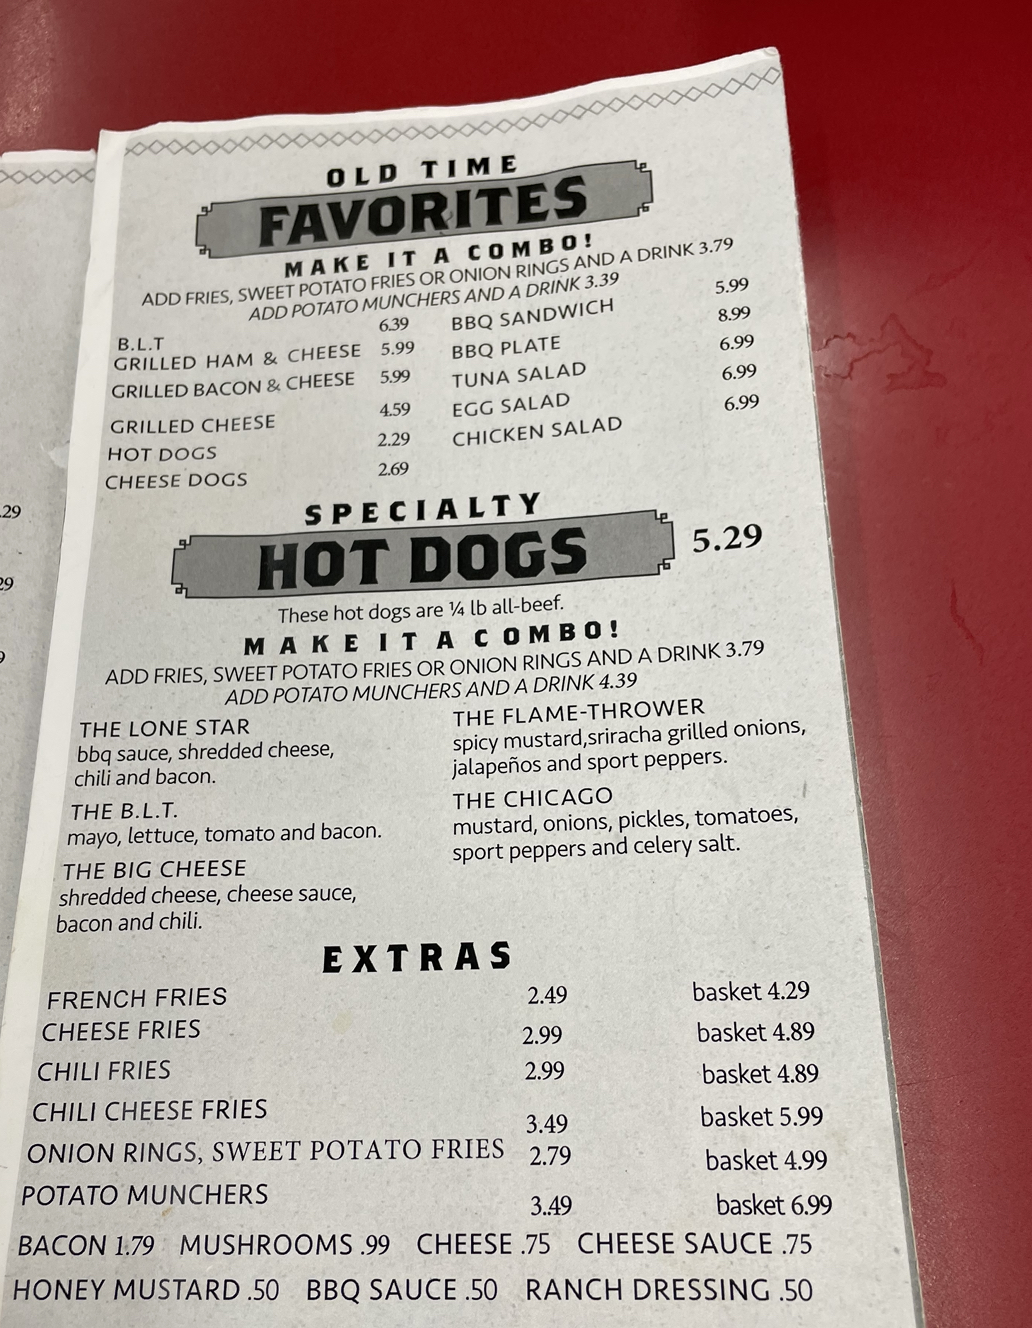 OLD TIME
FAVORITES
MAKE IT A COMBO!
ADD FRIES, SWEET POTATO FRIES OR ONION RINGS AND A DRINK 3.79
ADD POTATO MUNCHERS AND A DRINK 3.39
B.L.T 6.39
GRILLED HAM & CHEESE 5.99
GRILLED BACON & CHEESE 5.99
GRILLED CHEESE 4.59
HOT DOGS 2.29
CHEESE DOGS 2.69
BBQ SANDWICH 5.99
BBQ PLATE 8.99
TUNA SALAD 6.99
EGG SALAD 6.99
CHICKEN SALAD 6.99
.29
29
9
SPECIALTY
HOT DOGS 5.29
These hot dogs are ¼ lb all-beef.
MAKE IT A COMBO!
ADD FRIES, SWEET POTATO FRIES OR ONION RINGS AND A DRINK 3.79
ADD POTATO MUNCHERS AND A DRINK 4.39
THE LONE STAR
bbq sauce, shredded cheese,
chili and bacon.
THE B.L.T.
mayo, lettuce, tomato and bacon.
THE BIG CHEESE
shredded cheese, cheese sauce,
bacon and chili.
THE FLAME-THROWER
spicy mustard,sriracha grilled onions,
jalapeños and sport peppers.
THE CHICAGO
mustard, onions, pickles, tomatoes,
sport peppers and celery salt.
EXTRAS
FRENCH FRIES 2.49 basket 4.29
CHEESE FRIES 2.99 basket 4.89
CHILI FRIES 2.99 basket 4.89
CHILI CHEESE FRIES 3.49 basket 5.99
ONION RINGS, SWEET POTATO FRIES 2.79 basket 4.99
POTATO MUNCHERS 3.49 basket 6.99
BACON 1.79 MUSHROOMS .99 CHEESE .75 CHEESE SAUCE .75
HONEY MUSTARD .50 BBQ SAUCE .50 RANCH DRESSING .50